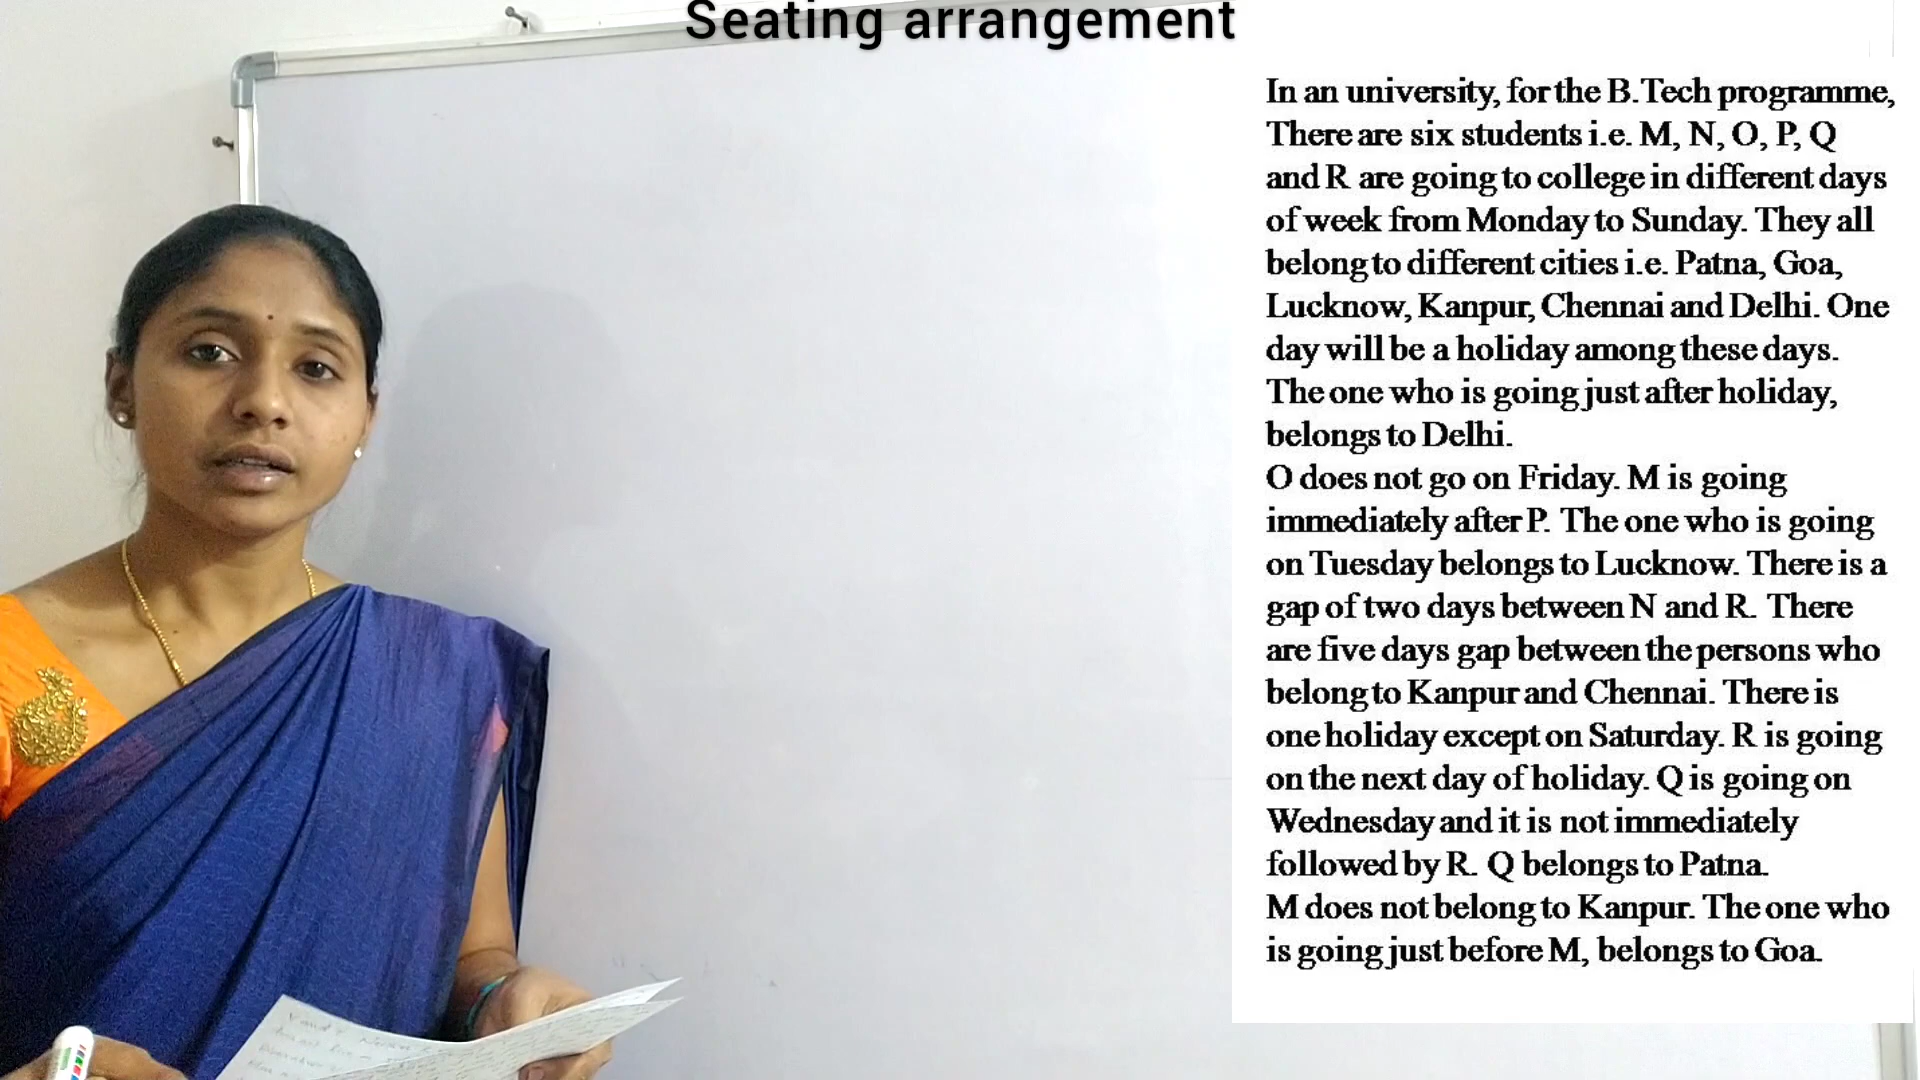 Seating arrangement
In an university, for the B.Tech programme,
There are six students i.e. M, N, O, P, Q
and R are going to college in different days
of week from Monday to Sunday. They all
belong to different cities i.e. Patna, Goa,
Lucknow, Kanpur, Chennai and Delhi. One
day will be a holiday among these days.
The one who is going just after holiday,
belongs to Delhi.
O does not go on Friday. M is going
immediately after P. The one who is going
on Tuesday belongs to Lucknow. There is a
gap of two days between N and R. There
are five days gap between the persons who
belong to Kanpur and Chennai. There is
one holiday except on Saturday. R is going
on the next day of holiday. Q is going on
Wednesday and it is not immediately
followed by R. Q belongs to Patna.
M does not belong to Kanpur. The one who
is going just before M, belongs to Goa.